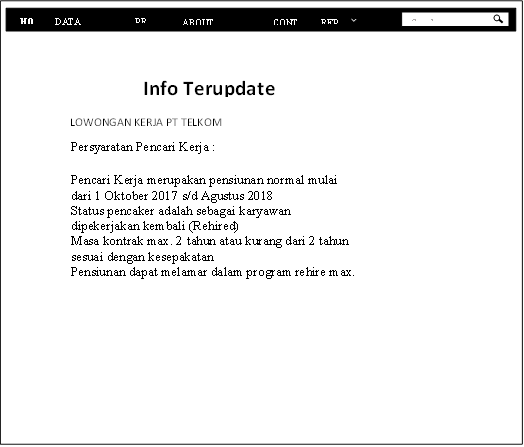 HO DATA PR ABOUT CONT REP
Info Terupdate
LOWONGAN KERJA PT TELKOM
Persyaratan Pencari Kerja :
Pencari Kerja merupakan pensiunan normal mulai
dari 1 Oktober 2017 s/d Agustus 2018
Status pencaker adalah sebagai karyawan
dipekerjakan kembali (Rehired)
Masa kontrak max. 2 tahun atau kurang dari 2 tahun
sesuai dengan kesepakatan
Pensiunan dapat melamar dalam program rehire max.